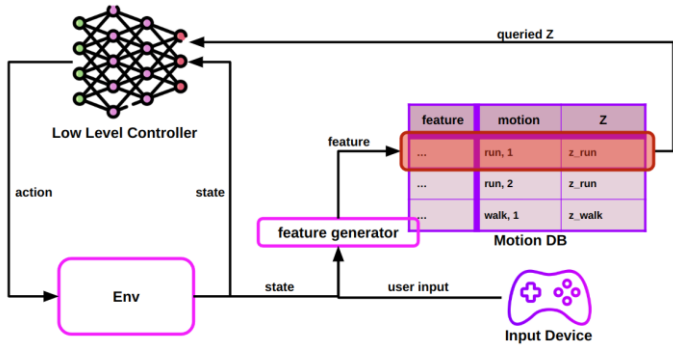 queried Z
Low Level Controller
feature motion Z
feature
... run, 1 z_run
... run, 2 z_run
... walk, 1 z_walk
Motion DB
action
state
feature generator
Env
state
user input
Input Device